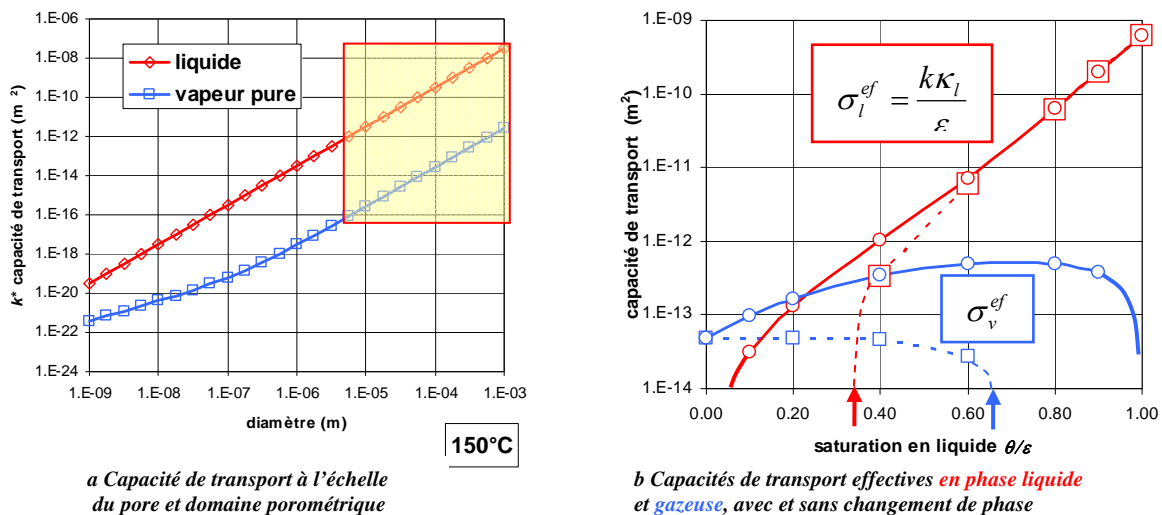 1.E-06
1.E-08
1.E-10
1.E-12
1.E-14
1.E-16
1.E-18
1.E-20
1.E-22
1.E-24
k* capacité de transport (m ²)
liquide
vapeur pure
1.E-09 1.E-08 1.E-07 1.E-06 1.E-05 1.E-04 1.E-03
diamètre (m)
150°C
a Capacité de transport à l'échelle
du pore et domaine porométrique
1.E-09
1.E-10
1.E-11
1.E-12
1.E-13
1.E-14
capacité de transport (m²)
σ_l^{ef} = kκ_l / ε
σ_v^{ef}
0.00 0.20 0.40 0.60 0.80 1.00
saturation en liquide θ/ε
b Capacités de transport effectives en phase liquide
et gazeuse, avec et sans changement de phase